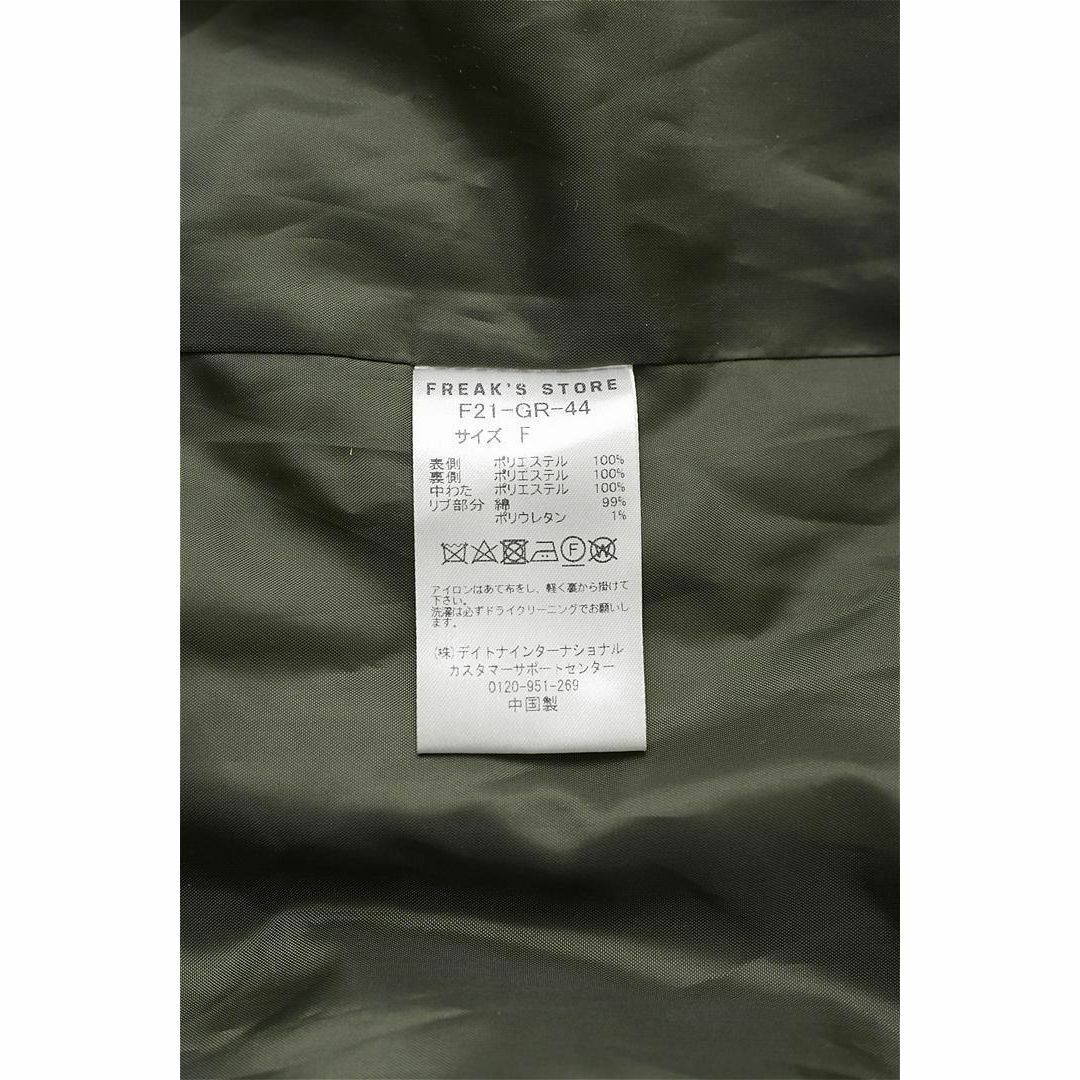 FREAK'S STORE
F21-GR-44
サイズ F
表側 ポリエステル 100%
裏側 ポリエステル 100%
中わた ポリエステル 100%
リブ部分 綿 99%
ポリウレタン 1%
F W
アイロンはあて布をし、軽く裏から掛けて
下さい。
洗濯は必ずドライクリーニングでお願いし
ます。
(株)デイトナインターナショナル
カスタマーサポートセンター
0120-951-269
中国製